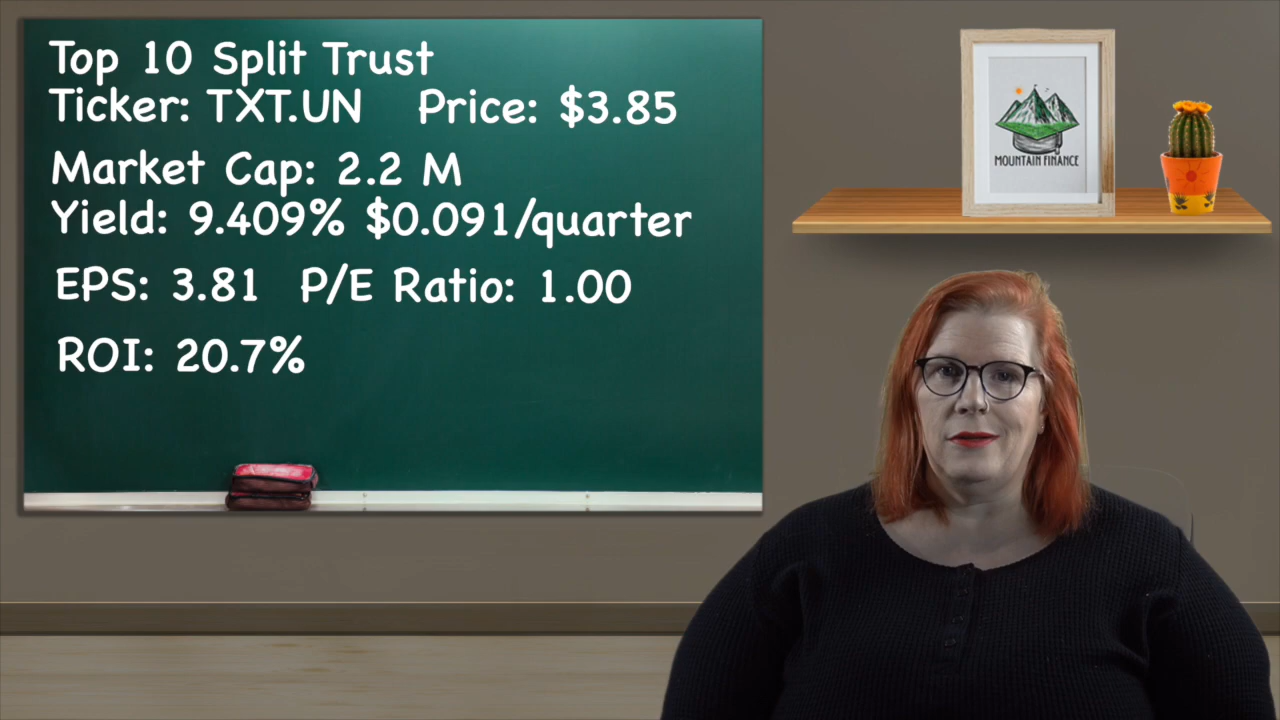 Top 10 Split Trust
Ticker: TXT.UN Price: $3.85
Market Cap: 2.2 M
Yield: 9.409% $0.091/quarter
EPS: 3.81 P/E Ratio: 1.00
ROI: 20.7%
MOUNTAIN FINANCE